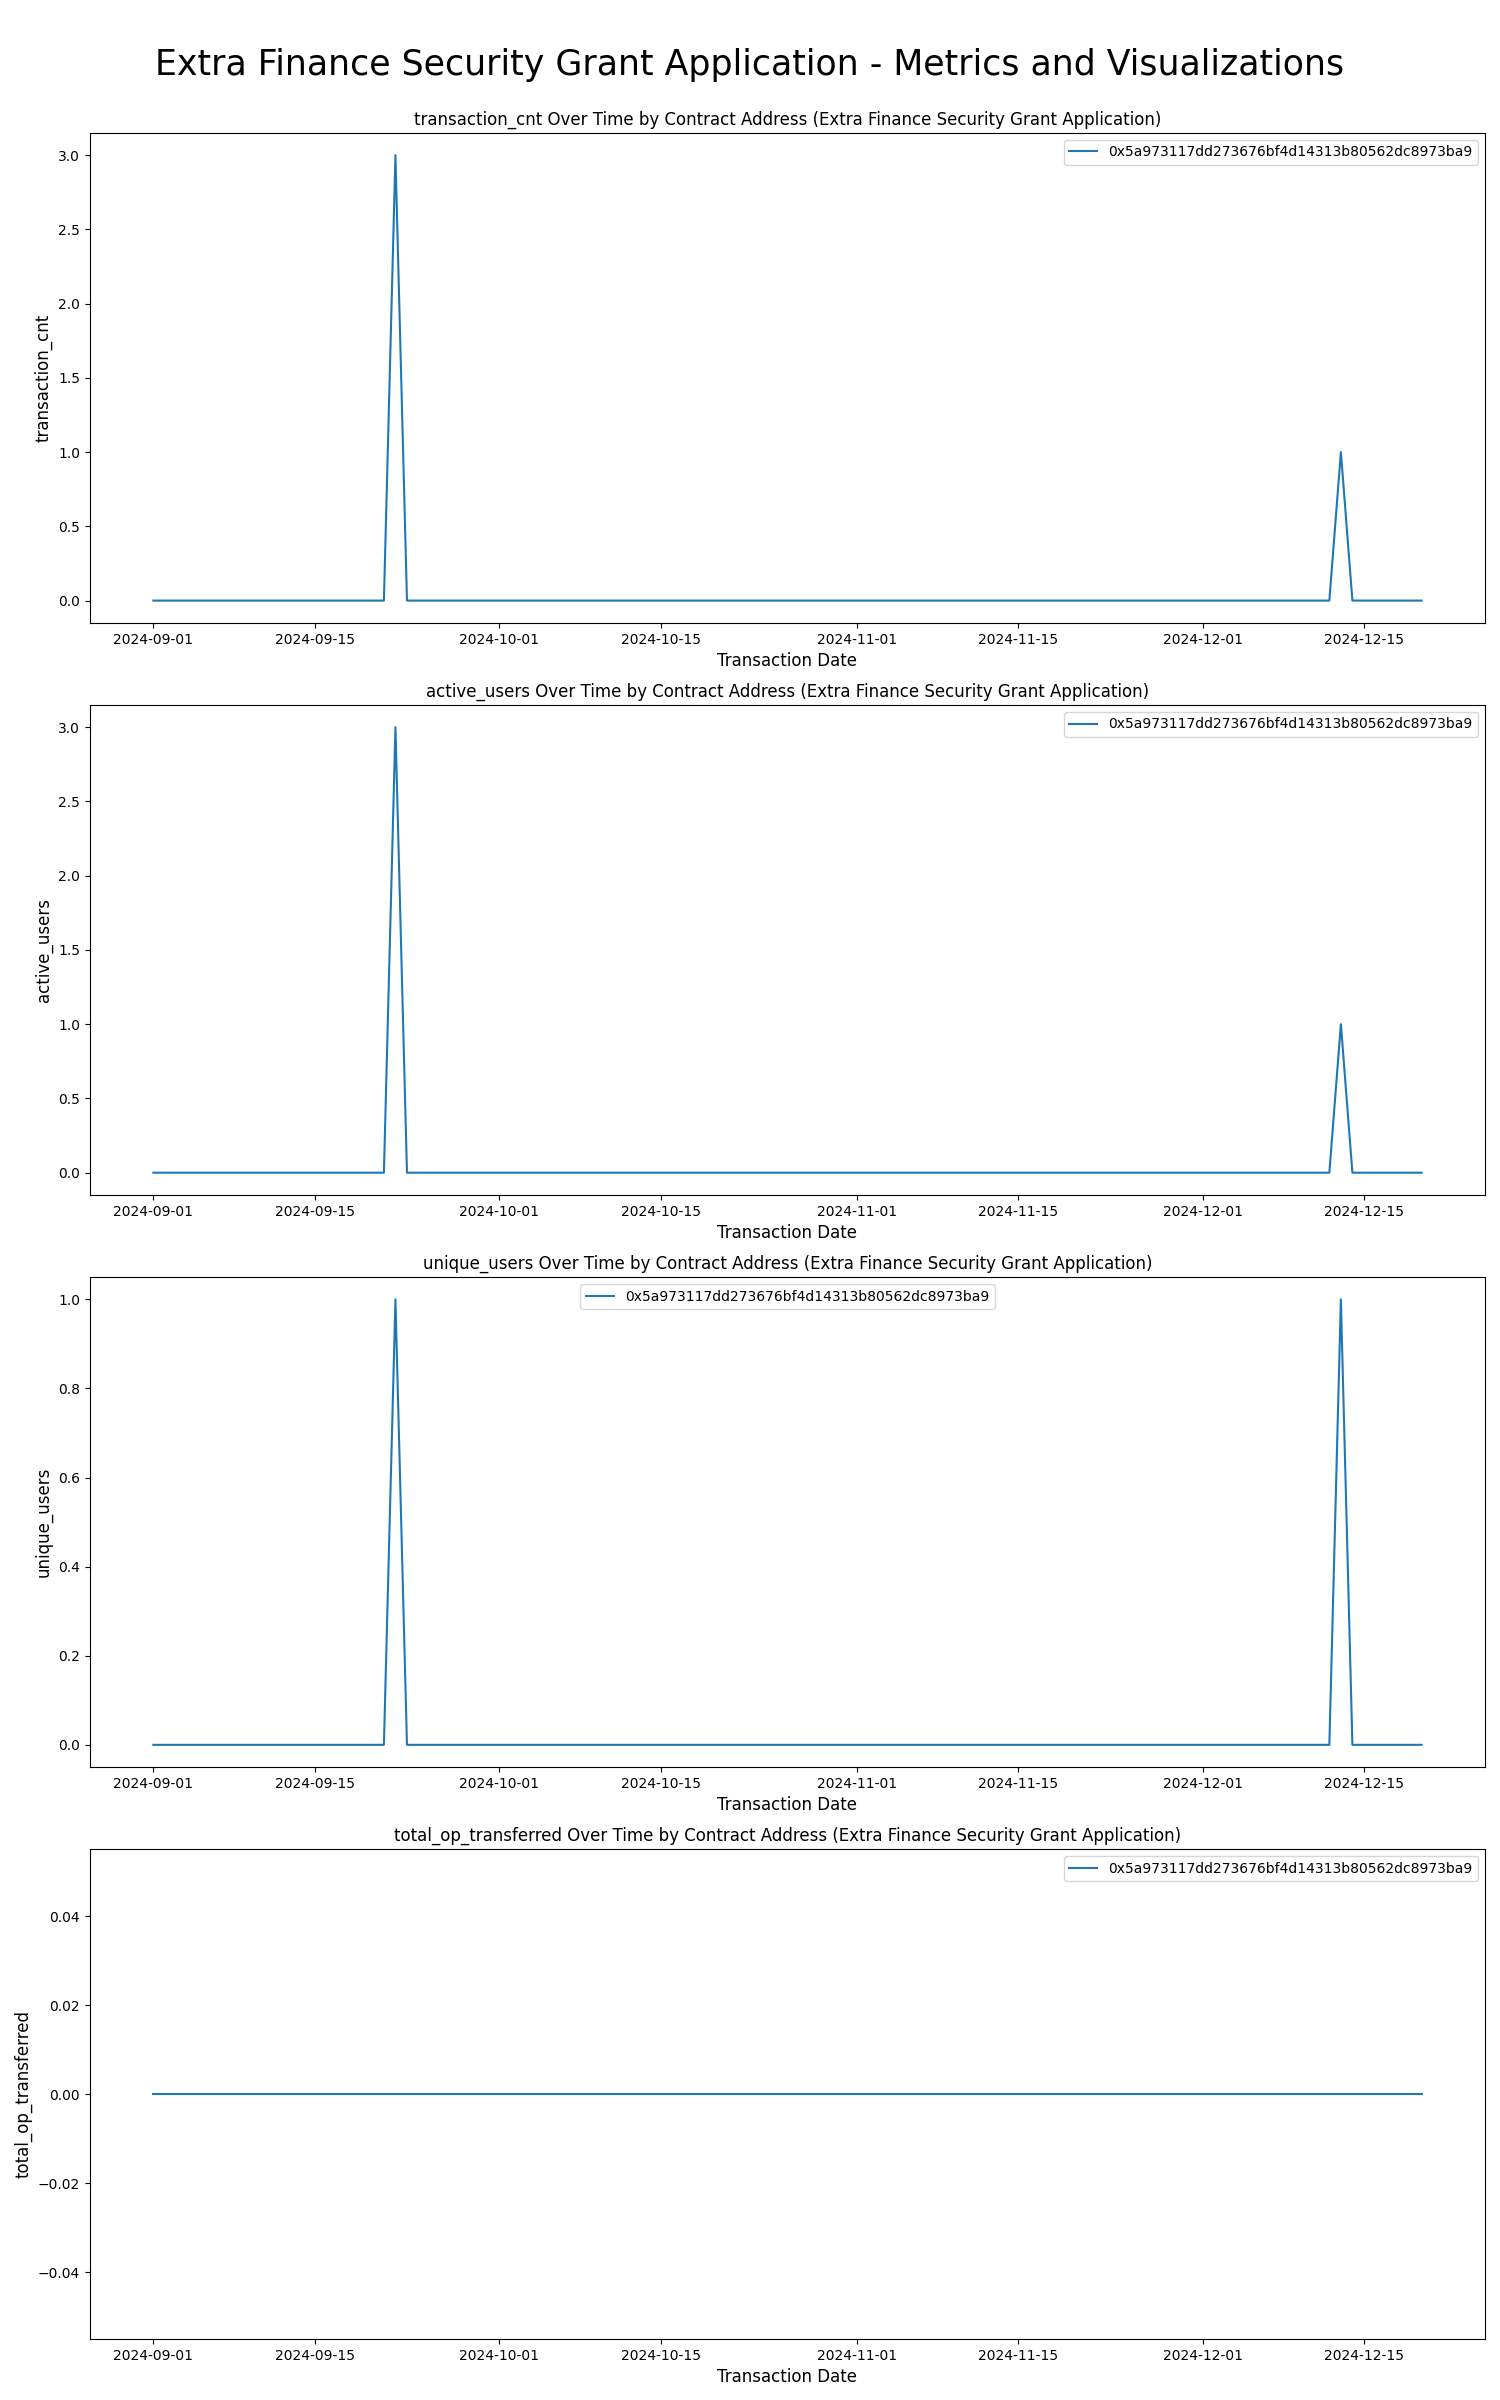 Extra Finance Security Grant Application - Metrics and Visualizations
transaction_cnt Over Time by Contract Address (Extra Finance Security Grant Application)
0x5a973117dd273676bf4d14313b80562dc8973ba9
3.0
2.5
2.0
1.5
1.0
0.5
0.0
transaction_cnt
2024-09-01 2024-09-15 2024-10-01 2024-10-15 2024-11-01 2024-11-15 2024-12-01 2024-12-15
Transaction Date
active_users Over Time by Contract Address (Extra Finance Security Grant Application)
0x5a973117dd273676bf4d14313b80562dc8973ba9
3.0
2.5
2.0
1.5
1.0
0.5
0.0
active_users
2024-09-01 2024-09-15 2024-10-01 2024-10-15 2024-11-01 2024-11-15 2024-12-01 2024-12-15
Transaction Date
unique_users Over Time by Contract Address (Extra Finance Security Grant Application)
0x5a973117dd273676bf4d14313b80562dc8973ba9
1.0
0.8
0.6
0.4
0.2
0.0
unique_users
2024-09-01 2024-09-15 2024-10-01 2024-10-15 2024-11-01 2024-11-15 2024-12-01 2024-12-15
Transaction Date
total_op_transferred Over Time by Contract Address (Extra Finance Security Grant Application)
0x5a973117dd273676bf4d14313b80562dc8973ba9
0.04
0.02
0.00
−0.02
−0.04
total_op_transferred
2024-09-01 2024-09-15 2024-10-01 2024-10-15 2024-11-01 2024-11-15 2024-12-01 2024-12-15
Transaction Date